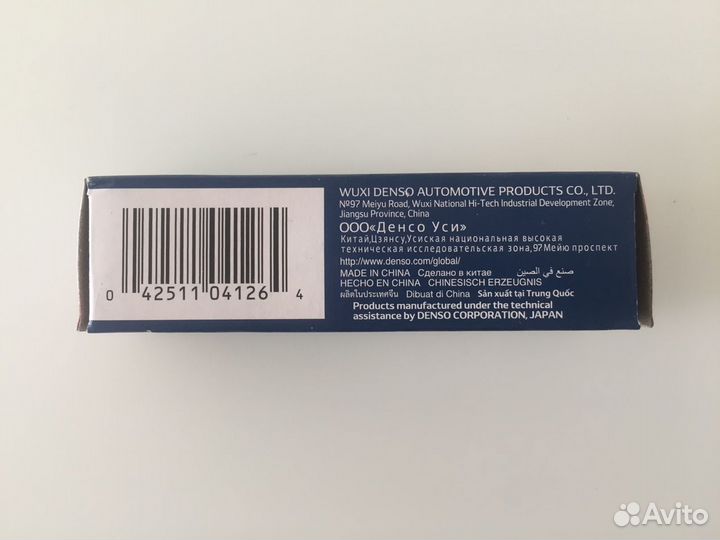 0 42511 04126 4
WUXI DENSO AUTOMOTIVE PRODUCTS CO., LTD.
№97 Meiyu Road, Wuxi National Hi-Tech Industrial Development Zone,
Jiangsu Province, China
ООО«Денсо Уси»
Китай,Цзянсу,Усиская национальная высокая
техническая исследовательская зона,97 Мейю проспект
http://www.denso.com/global/
MADE IN CHINA Сделано в китае صنع في الصين
HECHO EN CHINA CHINESISCH ERZEUGNIS
ผลิตในประเทศจีน Dibuat di China Sản xuất tại Trung Quốc
Products manufactured under the technical
assistance by DENSO CORPORATION, JAPAN
Avito